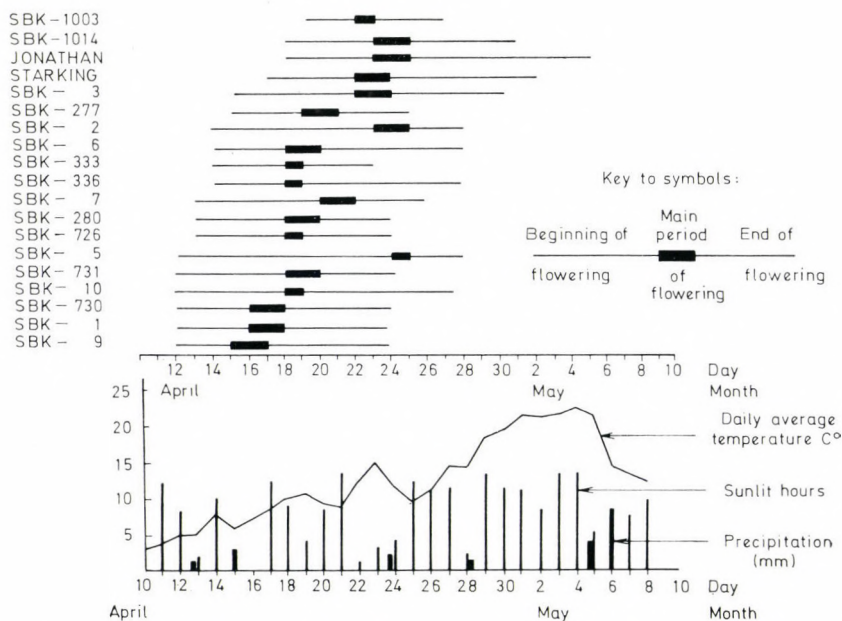 SBK-1003
SBK-1014
JONATHAN
STARKING
SBK- 3
SBK- 277
SBK- 2
SBK- 6
SBK- 333
SBK- 336
SBK- 7
SBK- 280
SBK- 726
SBK- 5
SBK- 731
SBK- 10
SBK- 730
SBK- 1
SBK- 9
Key to symbols:
Beginning of flowering
Main period of flowering
End of flowering
12 14 16 18 20 22 24 26 28 30 2 4 6 8 10 Day
April May Month
25
20
15
10
5
Daily average
temperature C°
Sunlit hours
Precipitation
(mm)
10 12 14 16 18 20 22 24 26 28 30 2 4 6 8 10 Day
April May Month